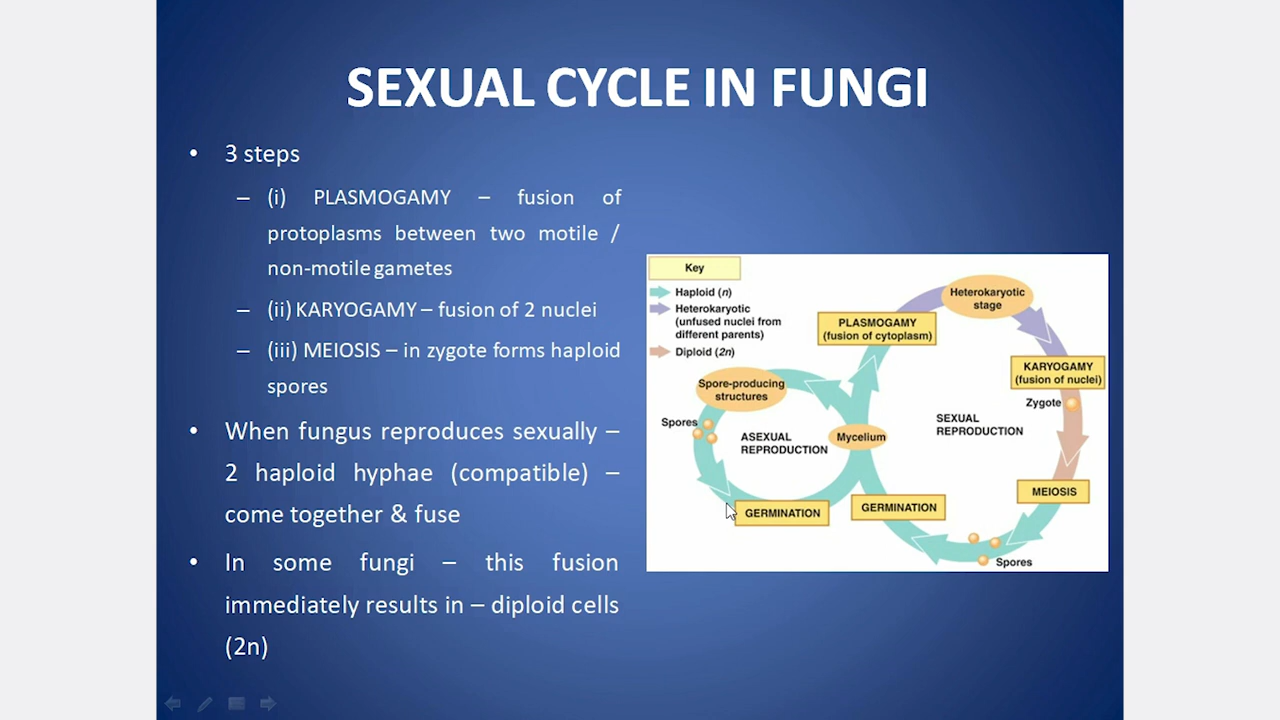 SEXUAL CYCLE IN FUNGI
• 3 steps
– (i) PLASMOGAMY – fusion of
protoplasms between two motile /
non-motile gametes
– (ii) KARYOGAMY – fusion of 2 nuclei
– (iii) MEIOSIS – in zygote forms haploid
spores
• When fungus reproduces sexually –
2 haploid hyphae (compatible) –
come together & fuse
• In some fungi – this fusion
immediately results in – diploid cells
(2n)
Key
Haploid (n)
Heterokaryotic
(unfused nuclei from
different parents)
Diploid (2n)
PLASMOGAMY
(fusion of cytoplasm)
Heterokaryotic
stage
KARYOGAMY
(fusion of nuclei)
Zygote
Spore-producing
structures
Spores
ASEXUAL
REPRODUCTION
Mycelium
SEXUAL
REPRODUCTION
MEIOSIS
GERMINATION
GERMINATION
Spores